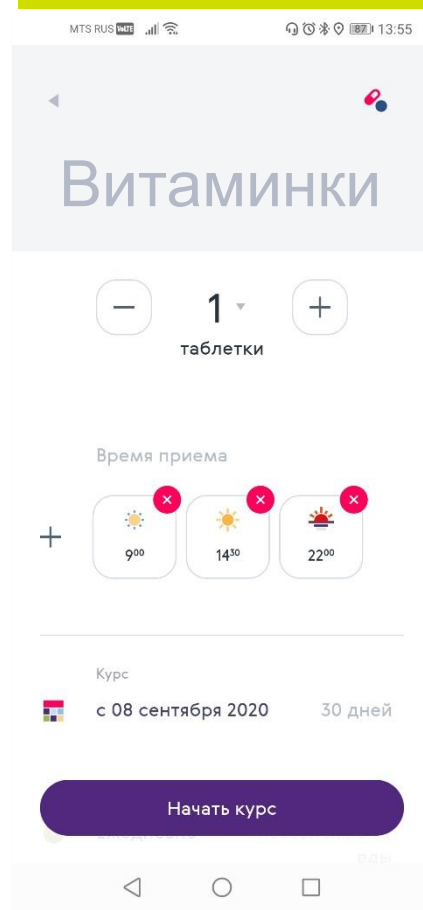 MTS RUS VoLTE 87 13:55
Витаминки
1
таблетки
Время приема
9⁰⁰ 14³⁰ 22⁰⁰
Курс
с 08 сентября 2020 30 дней
Начать курс